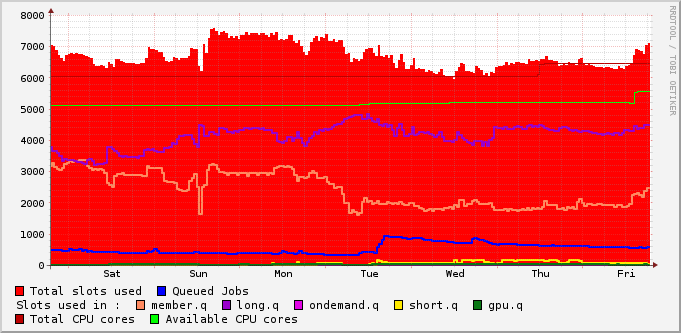 8000
7000
6000
5000
4000
3000
2000
1000
0
Sat Sun Mon Tue Wed Thu Fri
RRDTOOL / TOBI OETIKER
Total slots used Queued Jobs
Slots used in : member.q long.q ondemand.q short.q gpu.q
Total CPU cores Available CPU cores